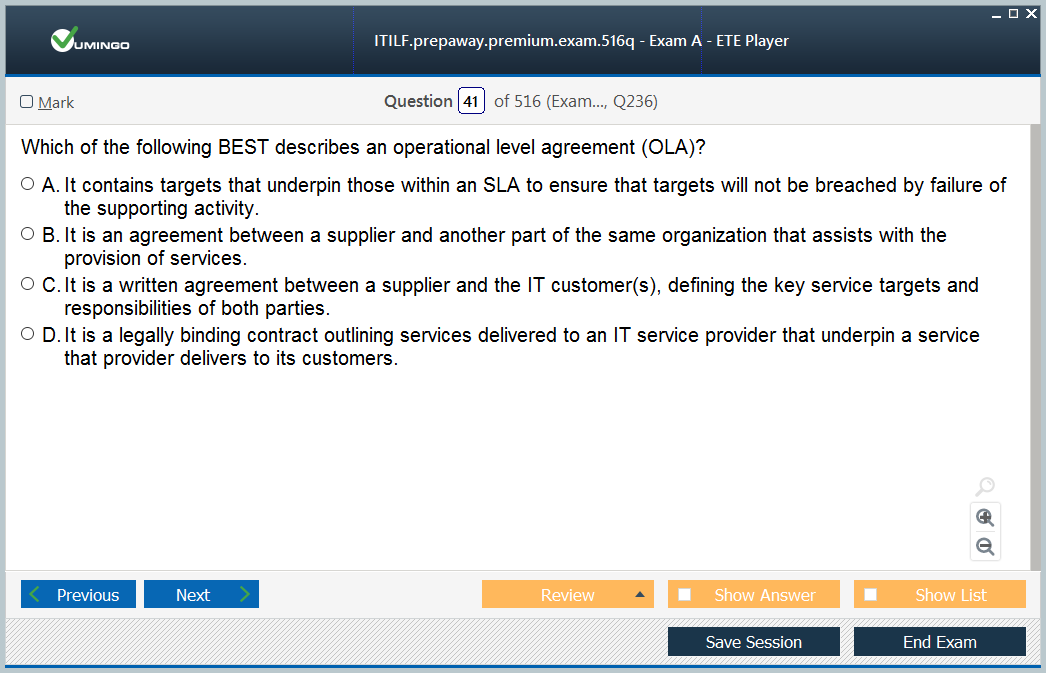 VUMINGO
ITILF.prepaway.premium.exam.516q - Exam A - ETE Player
Mark
Question 41 of 516 (Exam..., Q236)
Which of the following BEST describes an operational level agreement (OLA)?
A. It contains targets that underpin those within an SLA to ensure that targets will not be breached by failure of
the supporting activity.
B. It is an agreement between a supplier and another part of the same organization that assists with the
provision of services.
C. It is a written agreement between a supplier and the IT customer(s), defining the key service targets and
responsibilities of both parties.
D. It is a legally binding contract outlining services delivered to an IT service provider that underpin a service
that provider delivers to its customers.
Previous Next Review Show Answer Show List
Save Session End Exam